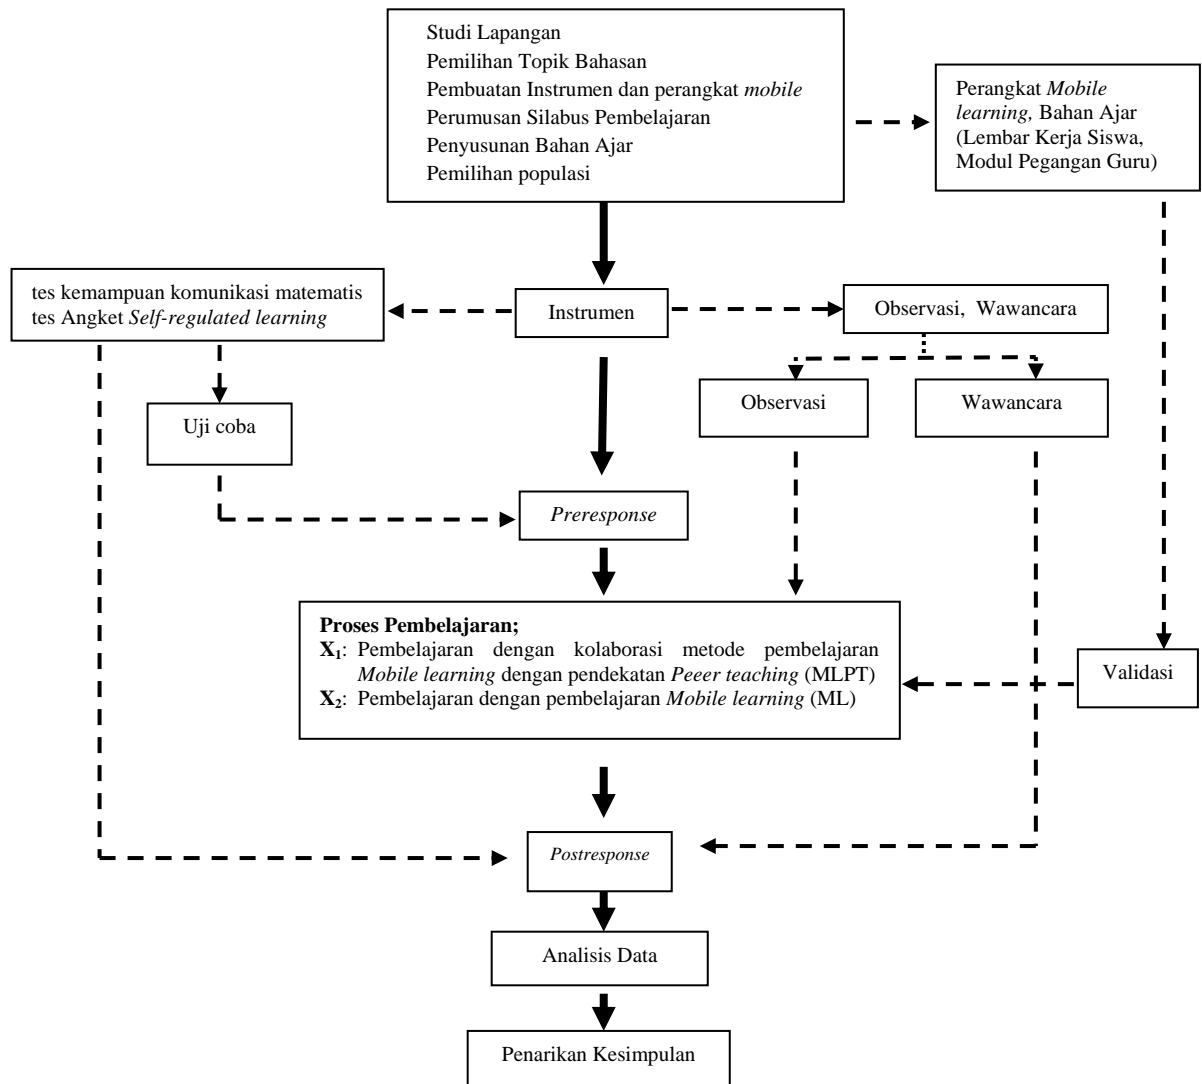 Studi Lapangan
Pemilihan Topik Bahasan
Pembuatan Instrumen dan perangkat mobile
Perumusan Silabus Pembelajaran
Penyusunan Bahan Ajar
Pemilihan populasi
Perangkat Mobile
learning, Bahan Ajar
(Lembar Kerja Siswa,
Modul Pegangan Guru)
tes kemampuan komunikasi matematis
tes Angket Self-regulated learning
Instrumen
Observasi, Wawancara
Uji coba
Observasi
Wawancara
Preresponse
Proses Pembelajaran;
X1: Pembelajaran dengan kolaborasi metode pembelajaran
Mobile learning dengan pendekatan Peeer teaching (MLPT)
X2: Pembelajaran dengan pembelajaran Mobile learning (ML)
Validasi
Postresponse
Analisis Data
Penarikan Kesimpulan